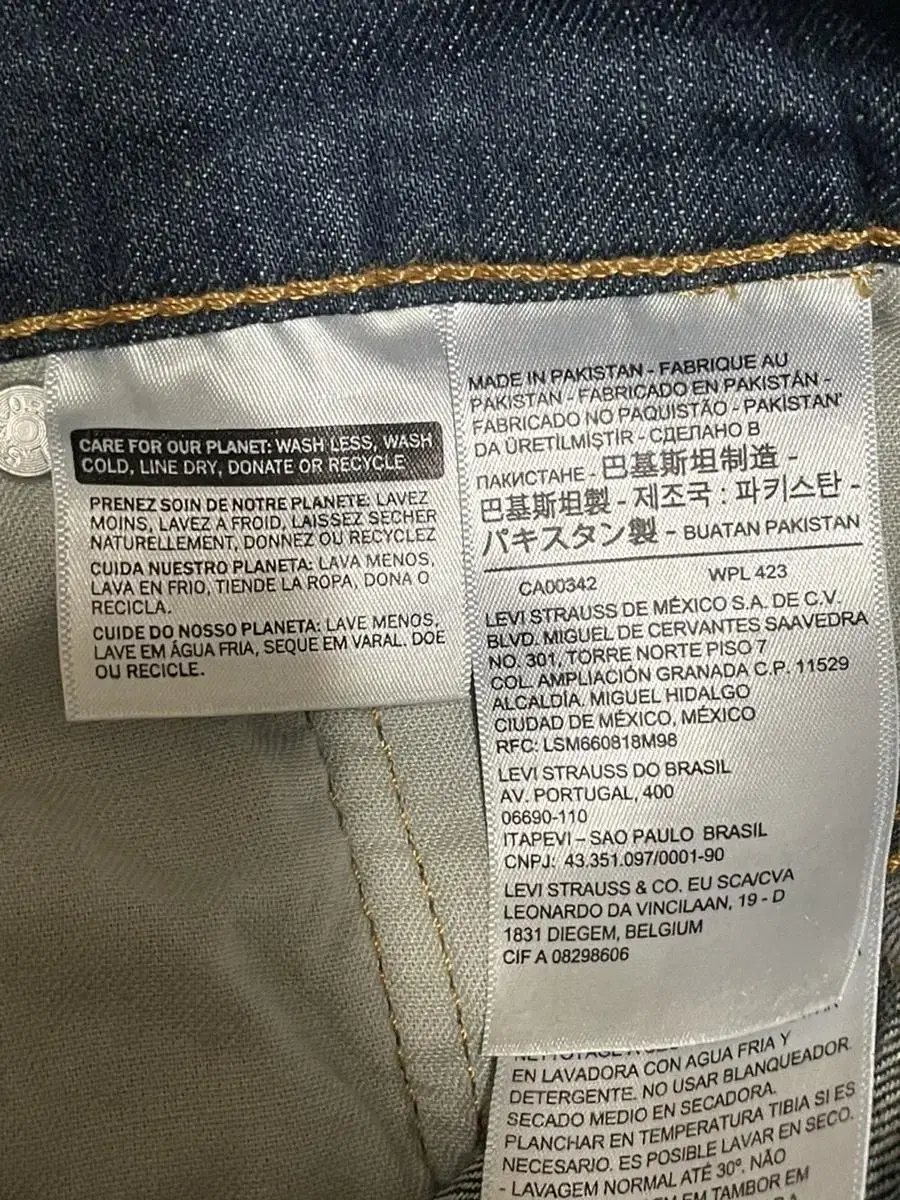 CARE FOR OUR PLANET: WASH LESS, WASH
COLD, LINE DRY, DONATE OR RECYCLE
PRENEZ SOIN DE NOTRE PLANETE: LAVEZ
MOINS, LAVEZ A FROID, LAISSEZ SECHER
NATURELLEMENT, DONNEZ OU RECYCLEZ
CUIDA NUESTRO PLANETA: LAVA MENOS,
LAVA EN FRIO, TIENDE LA ROPA, DONA O
RECICLA.
CUIDE DO NOSSO PLANETA: LAVE MENOS,
LAVE EM ÁGUA FRIA, SEQUE EM VARAL. DOE
OU RECICLE.
MADE IN PAKISTAN - FABRIQUE AU
PAKISTAN - FABRICADO EN PAKISTÁN -
FABRICADO NO PAQUISTÃO - PAKİSTAN'
DA ÜRETİLMİŞTİR - СДЕЛАНО В
ПАКИСТАНЕ - 巴基斯坦制造 -
巴基斯坦製 - 제조국 : 파키스탄 -
パキスタン製 - BUATAN PAKISTAN
CA00342 WPL 423
LEVI STRAUSS DE MÉXICO S.A. DE C.V.
BLVD. MIGUEL DE CERVANTES SAAVEDRA
NO. 301, TORRE NORTE PISO 7
COL. AMPLIACIÓN GRANADA C.P. 11529
ALCALDÍA. MIGUEL HIDALGO
CIUDAD DE MÉXICO, MÉXICO
RFC: LSM660818M98
LEVI STRAUSS DO BRASIL
AV. PORTUGAL, 400
06690-110
ITAPEVI – SAO PAULO BRASIL
CNPJ: 43.351.097/0001-90
LEVI STRAUSS & CO. EU SCA/CVA
LEONARDO DA VINCILAAN, 19 - D
1831 DIEGEM, BELGIUM
CIF A 08298606
EN LAVADORA CON AGUA FRIA Y
DETERGENTE. NO USAR BLANQUEADOR.
SECADO MEDIO EN SECADORA.
PLANCHAR EN TEMPERATURA TIBIA SI ES
NECESARIO. ES POSIBLE LAVAR EN SECO.
- LAVAGEM NORMAL ATÉ 30º. NÃO
EM TAMBOR EM